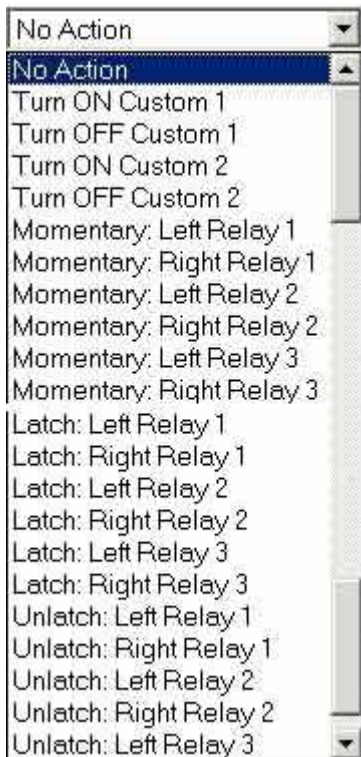 No Action
No Action
Turn ON Custom 1
Turn OFF Custom 1
Turn ON Custom 2
Turn OFF Custom 2
Momentary: Left Relay 1
Momentary: Right Relay 1
Momentary: Left Relay 2
Momentary: Right Relay 2
Momentary: Left Relay 3
Momentary: Right Relay 3
Latch: Left Relay 1
Latch: Right Relay 1
Latch: Left Relay 2
Latch: Right Relay 2
Latch: Left Relay 3
Latch: Right Relay 3
Unlatch: Left Relay 1
Unlatch: Right Relay 1
Unlatch: Left Relay 2
Unlatch: Right Relay 2
Unlatch: Left Relay 3